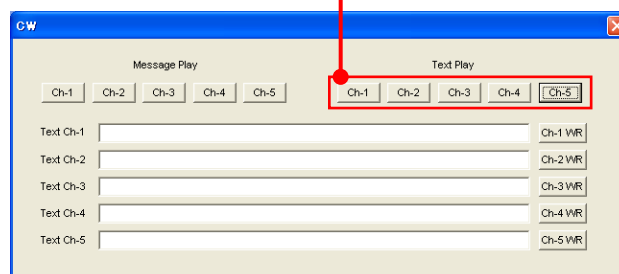 CW
Message Play Text Play
Ch-1 Ch-2 Ch-3 Ch-4 Ch-5 Ch-1 Ch-2 Ch-3 Ch-4 Ch-5
Text Ch-1 Ch-1 WR
Text Ch-2 Ch-2 WR
Text Ch-3 Ch-3 WR
Text Ch-4 Ch-4 WR
Text Ch-5 Ch-5 WR